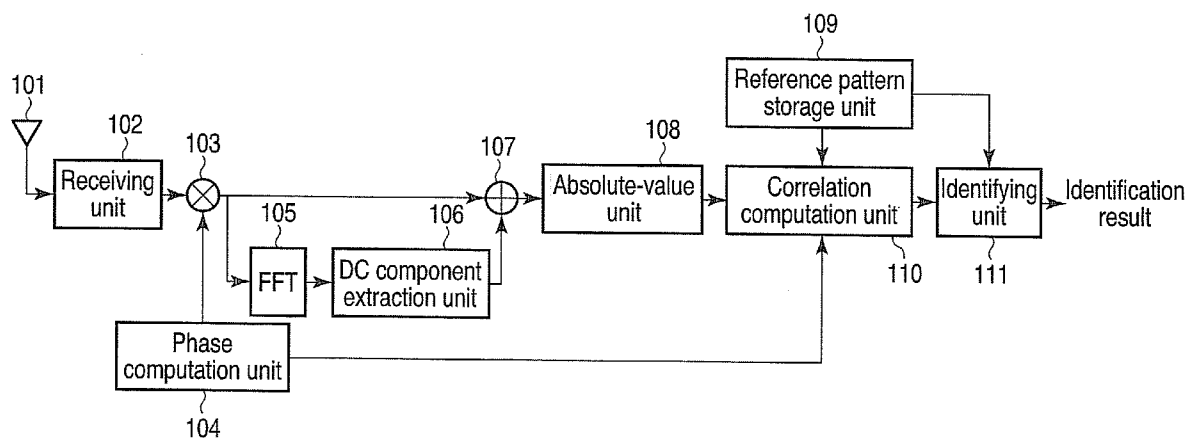 109
Reference pattern
storage unit
101
102
103
107
108
Receiving
unit
Absolute-value
unit
Correlation
computation unit
Identifying
unit
Identification
result
105
106
FFT
DC component
extraction unit
110
111
Phase
computation unit
104